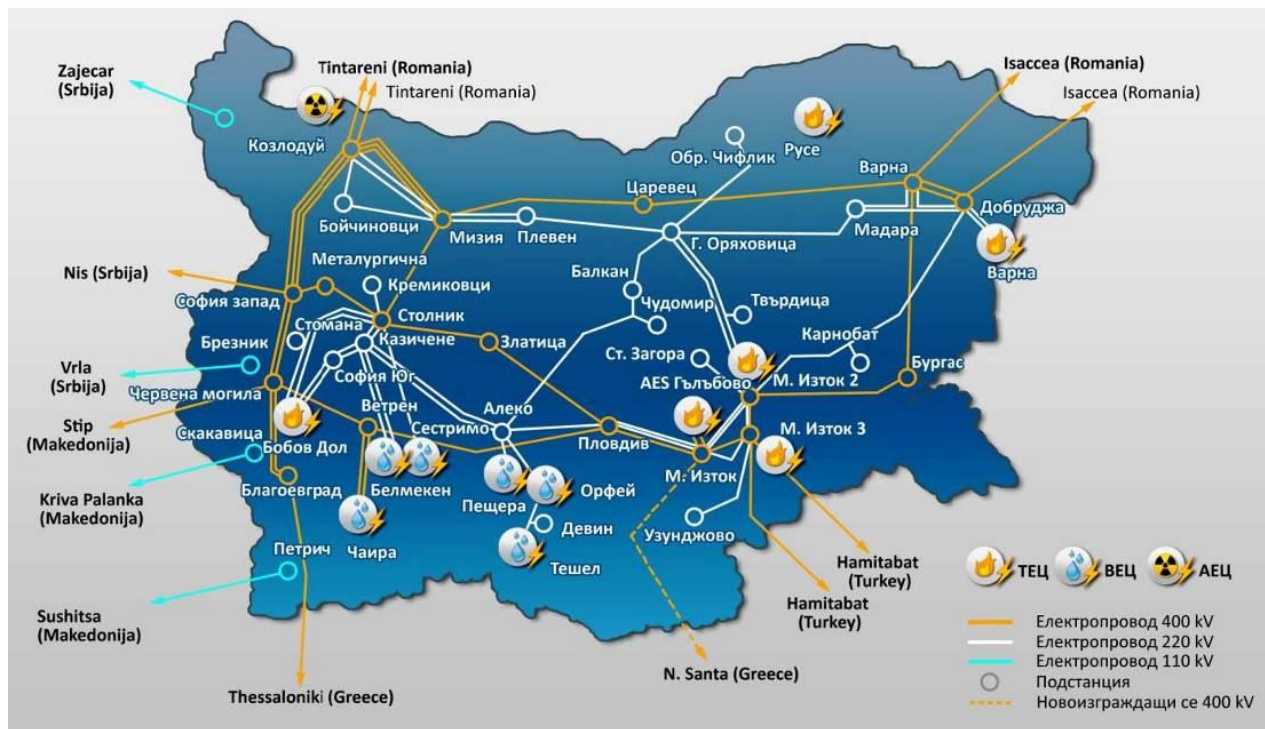 Zajecar
(Srbija)
Tintareni (Romania)
Tintareni (Romania)
Isaccea (Romania)
Isaccea (Romania)
Козлодуй
Обр. Чифлик
Русе
Варна
Царевец
Добруджа
Бойчиновци
Мизия
Плевен
Г. Оряховица
Мадара
Варна
Металургична
Nis (Srbija)
Кремиковци
Балкан
София запад
Столник
Чудомир
Твърдица
Стомана
Казичене
Златица
Карнобат
Брезник
Ст. Загора
Бургас
Vrla
(Srbija)
София Юг
AES Гълъбово
М. Изток 2
Червена могила
Ветрен
Алеко
Stip
(Makedonija)
Скакавица
Бобов Дол
Сестримо
Пловдив
М. Изток 3
Благоевград
Белмекен
Пещера
Орфей
М. Изток
Kriva Palanka
(Makedonija)
Чаира
Девин
Узунджово
Петрич
Тешел
Hamitabat
(Turkey)
Hamitabat
(Turkey)
Sushitsa
(Makedonija)
N. Santa (Greece)
Thessaloniki (Greece)
ТЕЦ
ВЕЦ
АЕЦ
Електропровод 400 kV
Електропровод 220 kV
Електропровод 110 kV
Подстанция
Новоизграждащи се 400 kV